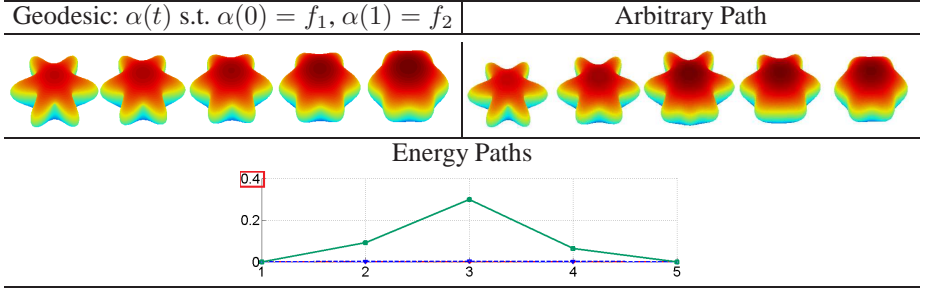 Geodesic: α(t) s.t. α(0) = f₁, α(1) = f₂
Arbitrary Path
Energy Paths
0.4
0.2
0
1 2 3 4 5